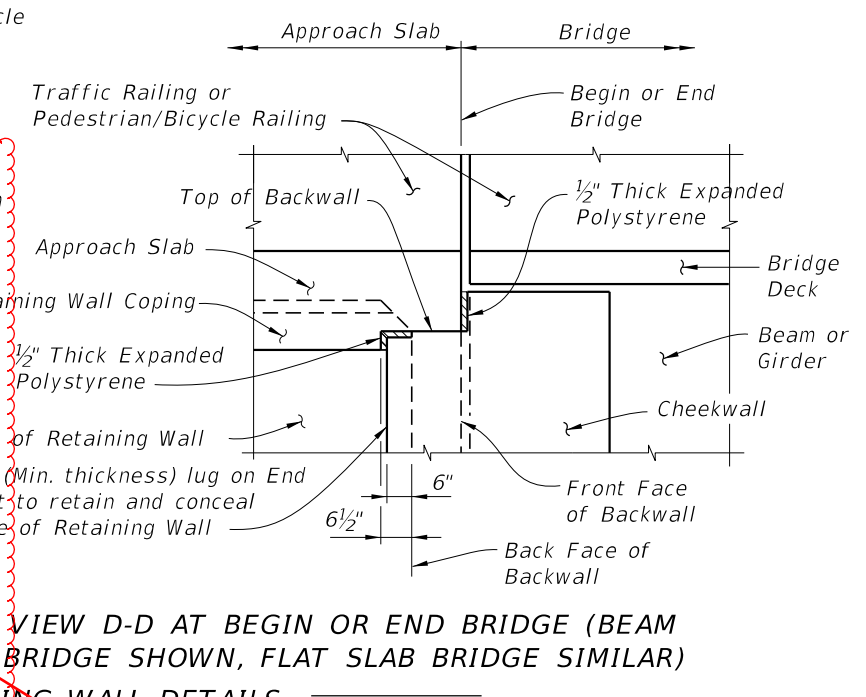 cle
Approach Slab
Bridge
Traffic Railing or
Pedestrian/Bicycle Railing
Begin or End
Bridge
Top of Backwall
½" Thick Expanded
Polystyrene
Approach Slab
Bridge
Deck
aining Wall Coping
½" Thick Expanded
Polystyrene
Beam or
Girder
Cheekwall
of Retaining Wall
(Min. thickness) lug on End
t to retain and conceal
e of Retaining Wall
6"
6½"
Front Face
of Backwall
Back Face of
Backwall
VIEW D-D AT BEGIN OR END BRIDGE (BEAM
BRIDGE SHOWN, FLAT SLAB BRIDGE SIMILAR)
ING WALL DETAILS